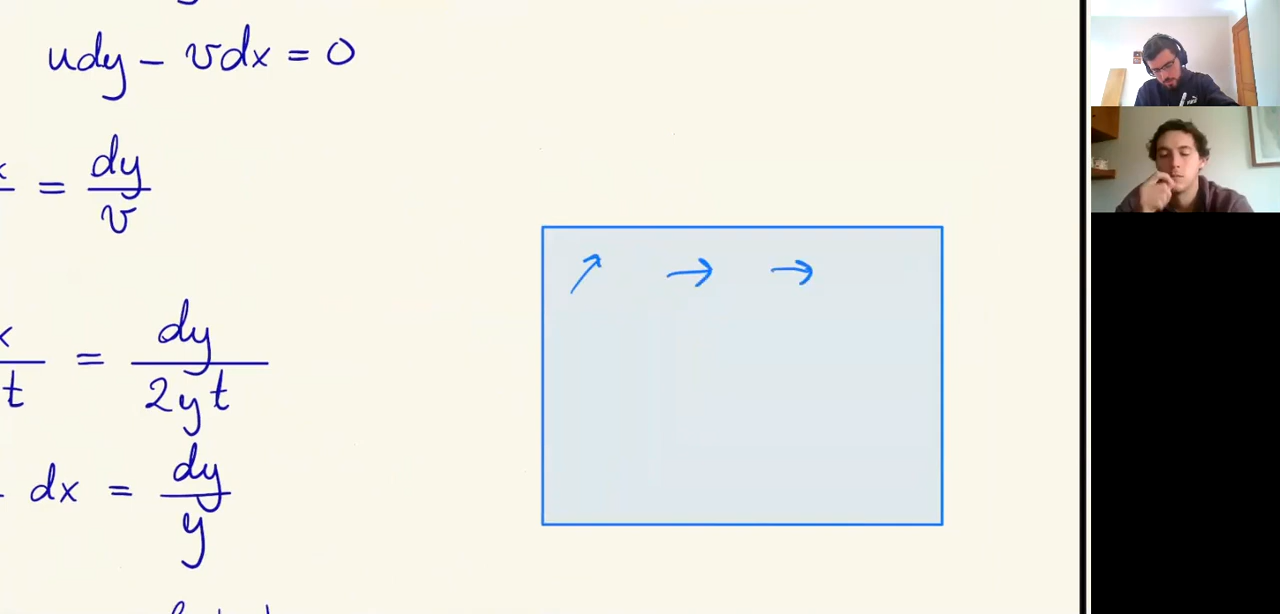 udy - vdx = 0
= dy/v
t = dy/2yt
dx = dy/y